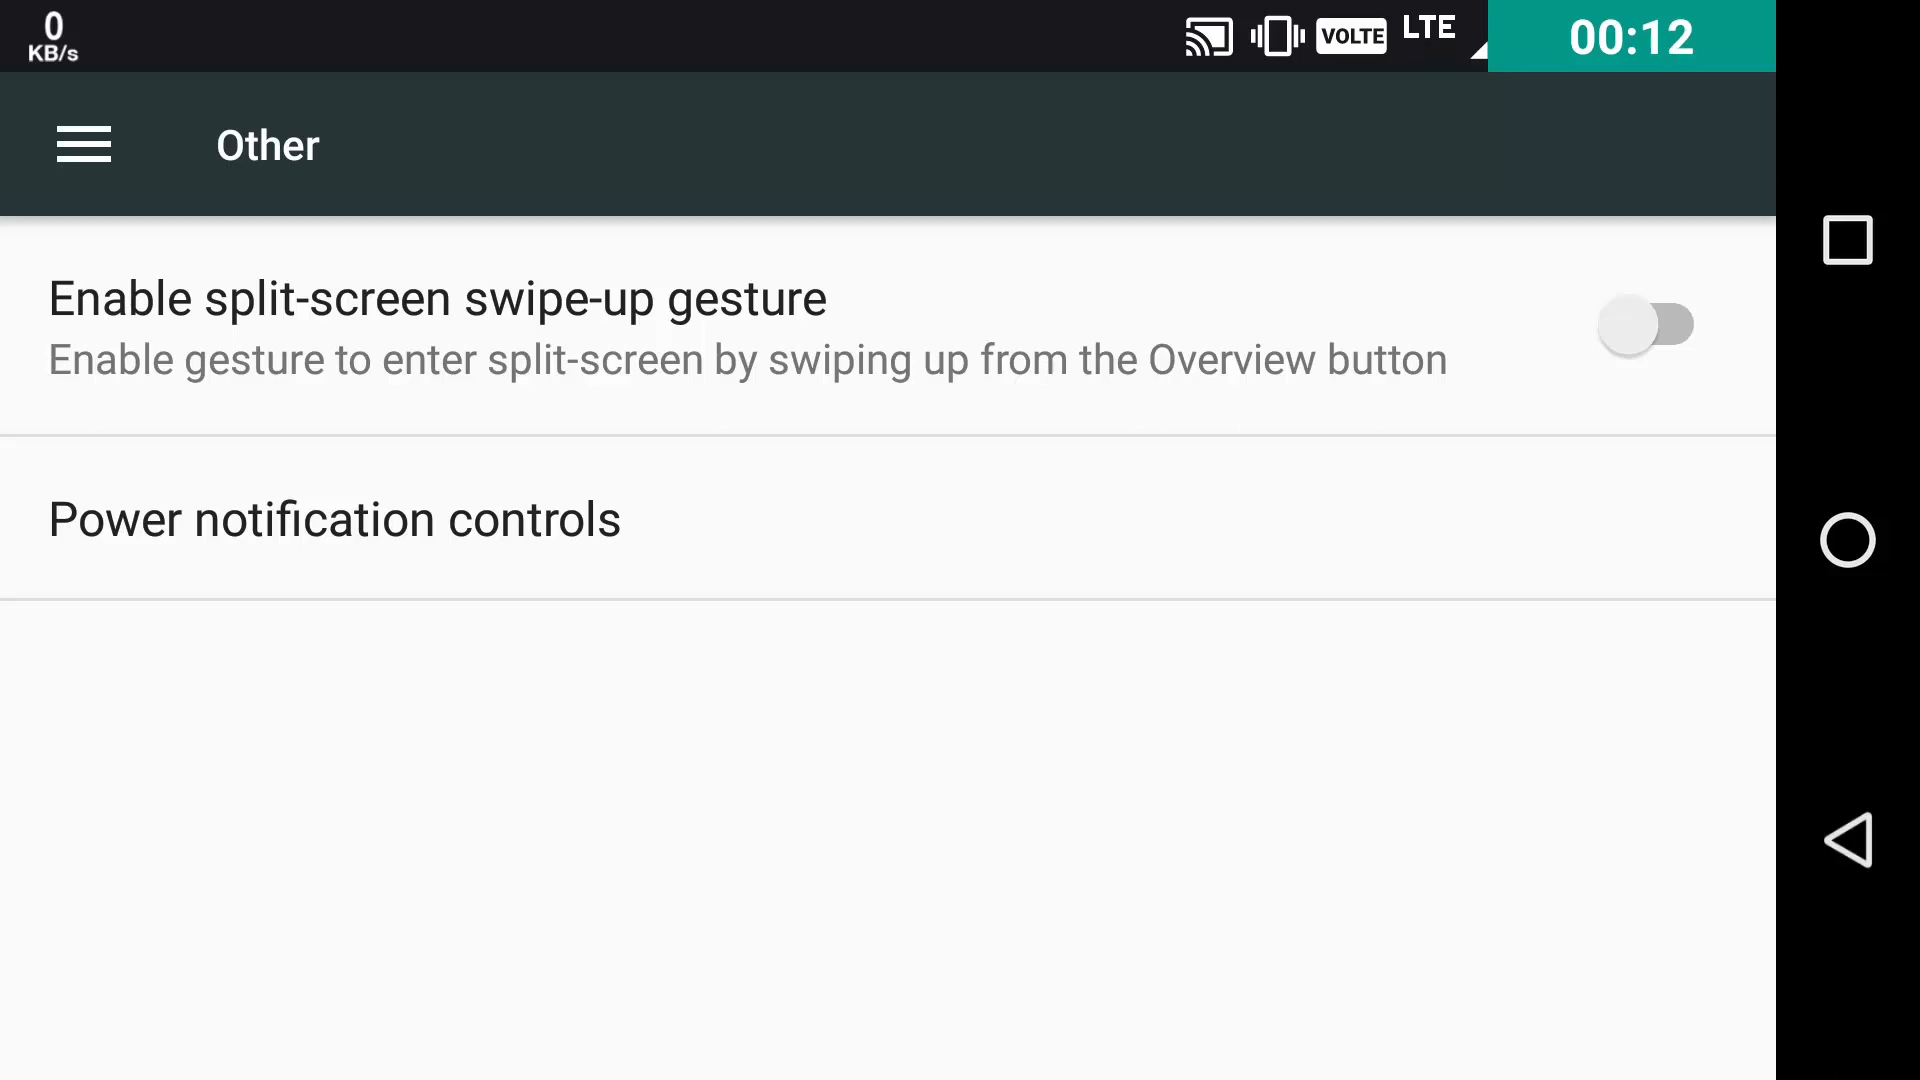 0
KB/s
VOLTE
LTE
00:12
Other
Enable split-screen swipe-up gesture
Enable gesture to enter split-screen by swiping up from the Overview button
Power notification controls